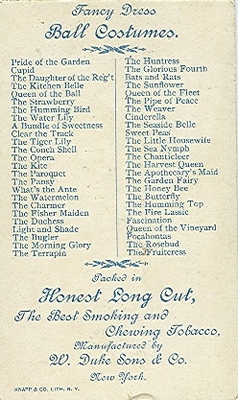 Fancy Dress
Ball Costumes.
Pride of the Garden
Cupid
The Daughter of the Reg't
The Kitchen Belle
Queen of the Ball
The Strawberry
The Humming Bird
The Water Lily
A Bundle of Sweetness
Clear the Track
The Tiger Lily
The Conch Shell
The Opera
The Kite
The Paroquet
The Pansy
What's the Ante
The Watermelon
The Charmer
The Fisher Maiden
The Duchess
Light and Shade
The Bugler
The Morning Glory
The Terrapin
The Huntress
The Glorious Fourth
Rats and Rats
The Sunflower
Queen of the Fleet
The Pipe of Peace
The Weaver
Cinderella
The Seaside Belle
Sweet Peas
The Little Housewife
The Sea Nymph
The Chanticleer
The Harvest Queen
The Apothecary's Maid
The Garden Fairy
The Honey Bee
The Butterfly
The Humming Top
The Fire Lassie
Fascination
Queen of the Vineyard
Pocahontas
The Rosebud
The Fruiteress
Packed in
Honest Long Cut,
The Best Smoking and
Chewing Tobacco.
Manufactured by
W. Duke Sons & Co.
New York.
KNAPP & CO. LITH. N. Y.